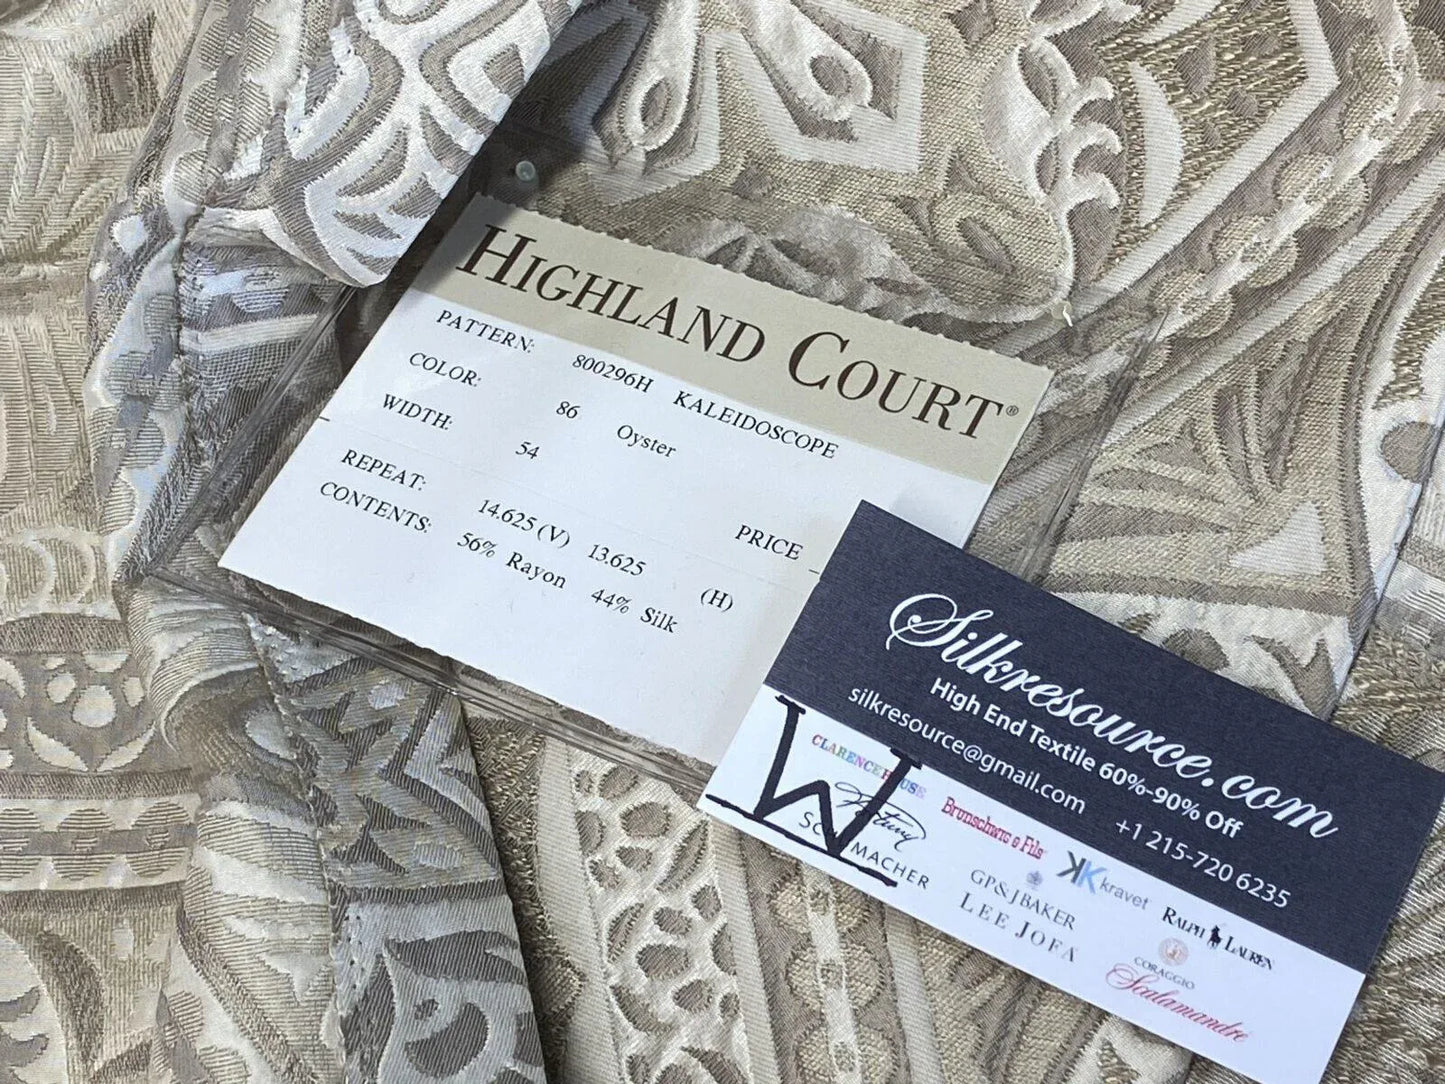 HIGHLAND COURT®
PATTERN: 800296H KALEIDOSCOPE
COLOR: 86 Oyster
WIDTH: 54
PRICE
REPEAT: 14.625 (V) 13.625 (H)
CONTENTS: 56% Rayon 44% Silk
Silkresource.com
High End Textile 60%-90% Off
silkresource@gmail.com +1 215-720 6235
W
CLARENCE HOUSE
Brunschwig & Fils
kravet
RALPH LAUREN
SCHUMACHER
GP&JBAKER
LEE JOFA
CORAGGIO
Scalamandré